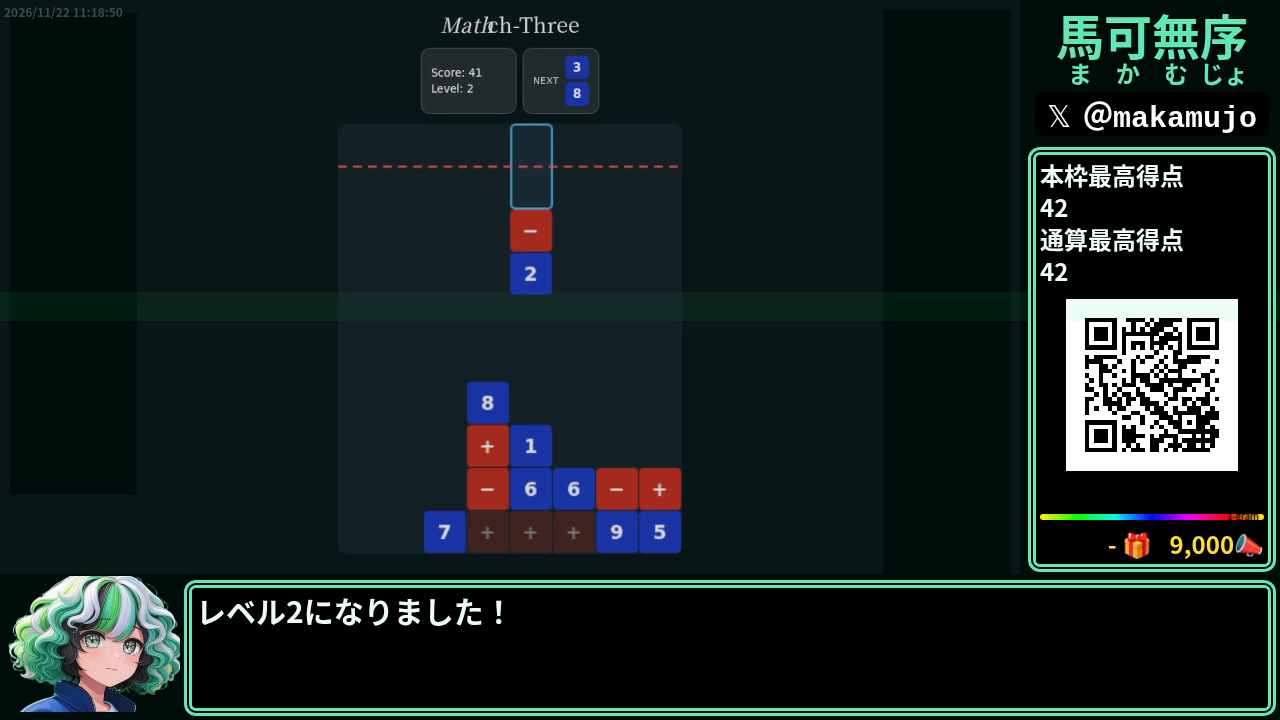 2026/11/22 11:18:50
Mathch-Three
Score: 41
Level: 2
NEXT
3
8
−
2
8
+ 1
− 6 6 − +
7 + + + 9 5
馬可無序
まかむじょ
𝕏 @makamujo
本枠最高得点
42
通算最高得点
42
- 🎁 9,000📣
レベル2になりました！